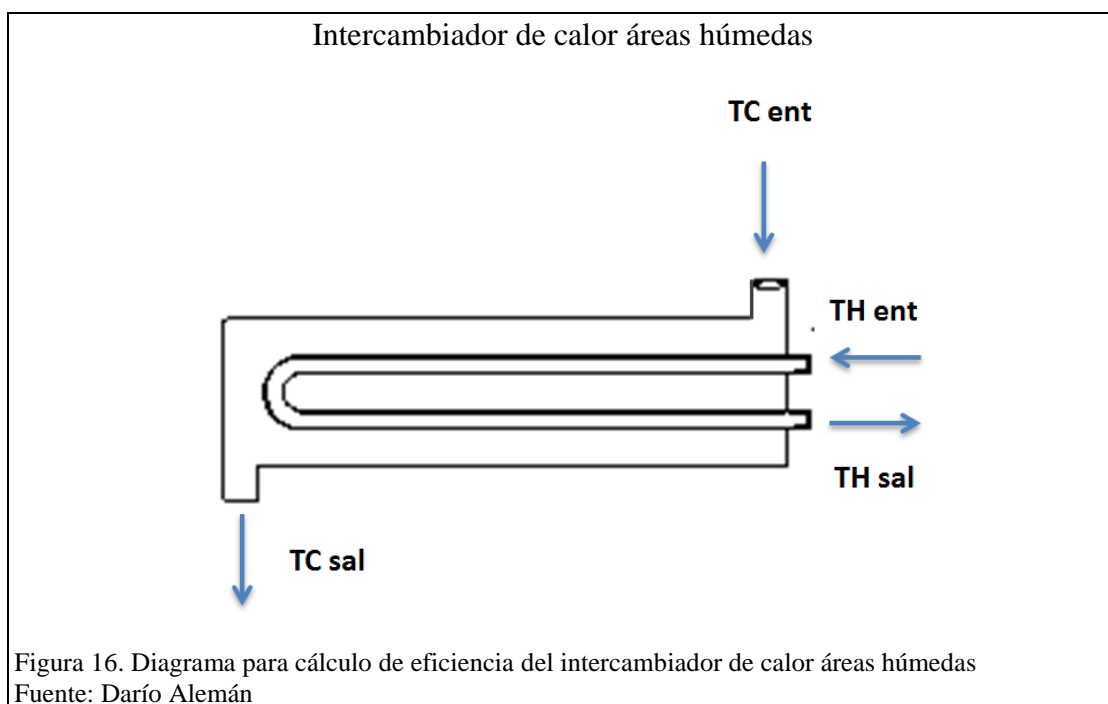 Intercambiador de calor áreas húmedas
TC ent
TH ent
TH sal
TC sal
Figura 16. Diagrama para cálculo de eficiencia del intercambiador de calor áreas húmedas
Fuente: Darío Alemán